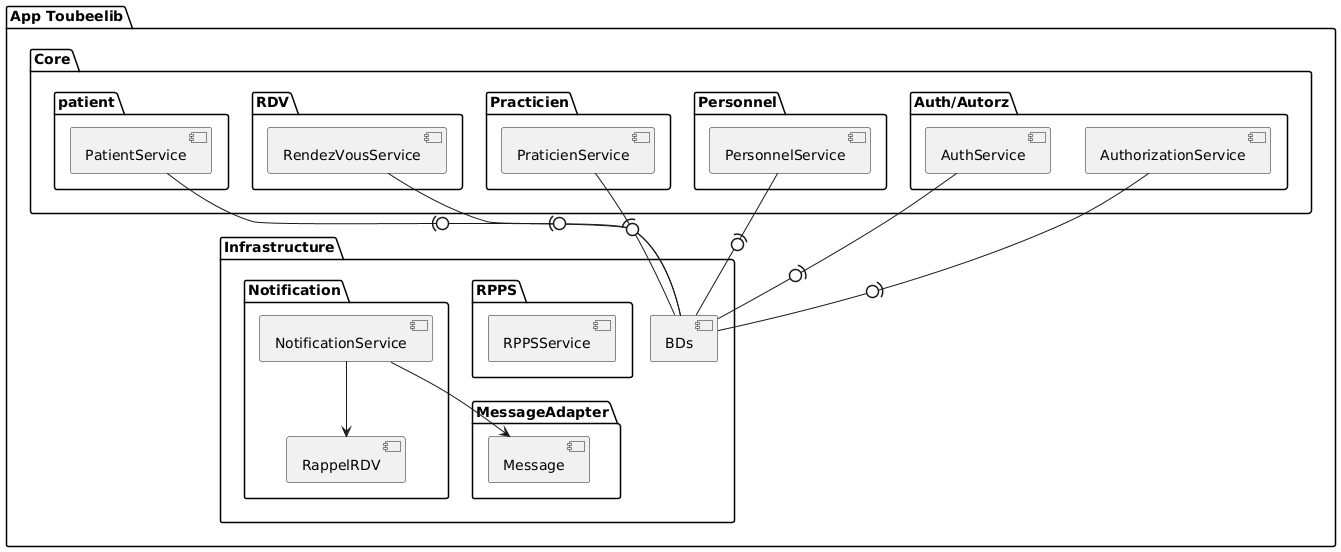 App Toubeelib
Core
patient
RDV
Practicien
Personnel
Auth/Autorz
PatientService
RendezVousService
PraticienService
PersonnelService
AuthService
AuthorizationService
Infrastructure
Notification
RPPS
NotificationService
RPPSService
BDs
MessageAdapter
RappelRDV
Message